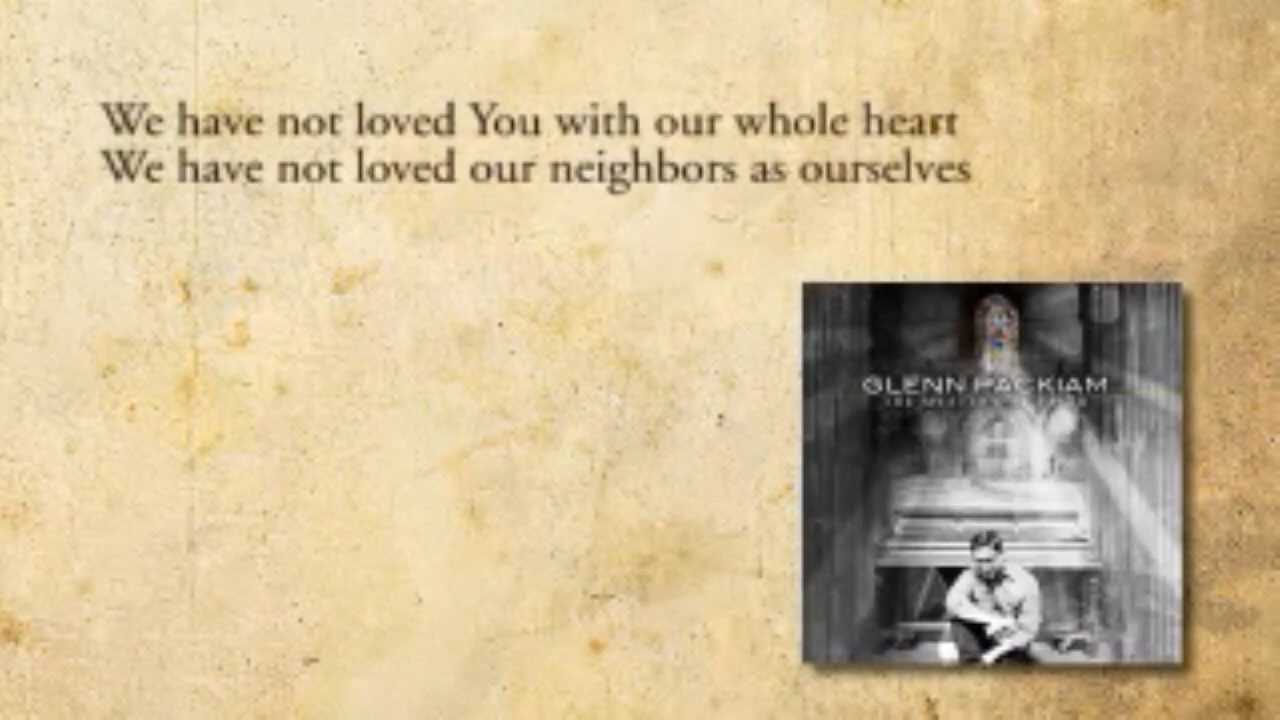 We have not loved You with our whole heart
We have not loved our neighbors as ourselves
GLENN PACKIAM